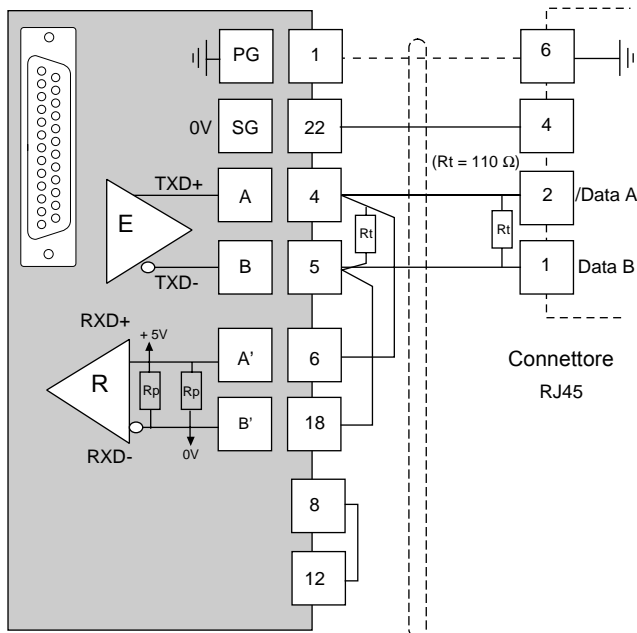 PG 1 6
0V SG 22 4
(Rt = 110 Ω)
TXD+ A 4 2 /Data A
E Rt Rt
TXD- B 5 1 Data B
RXD+
+ 5V A' 6
R Rp Rp
Connettore
RJ45
B' 18
RXD- 0V
8
12